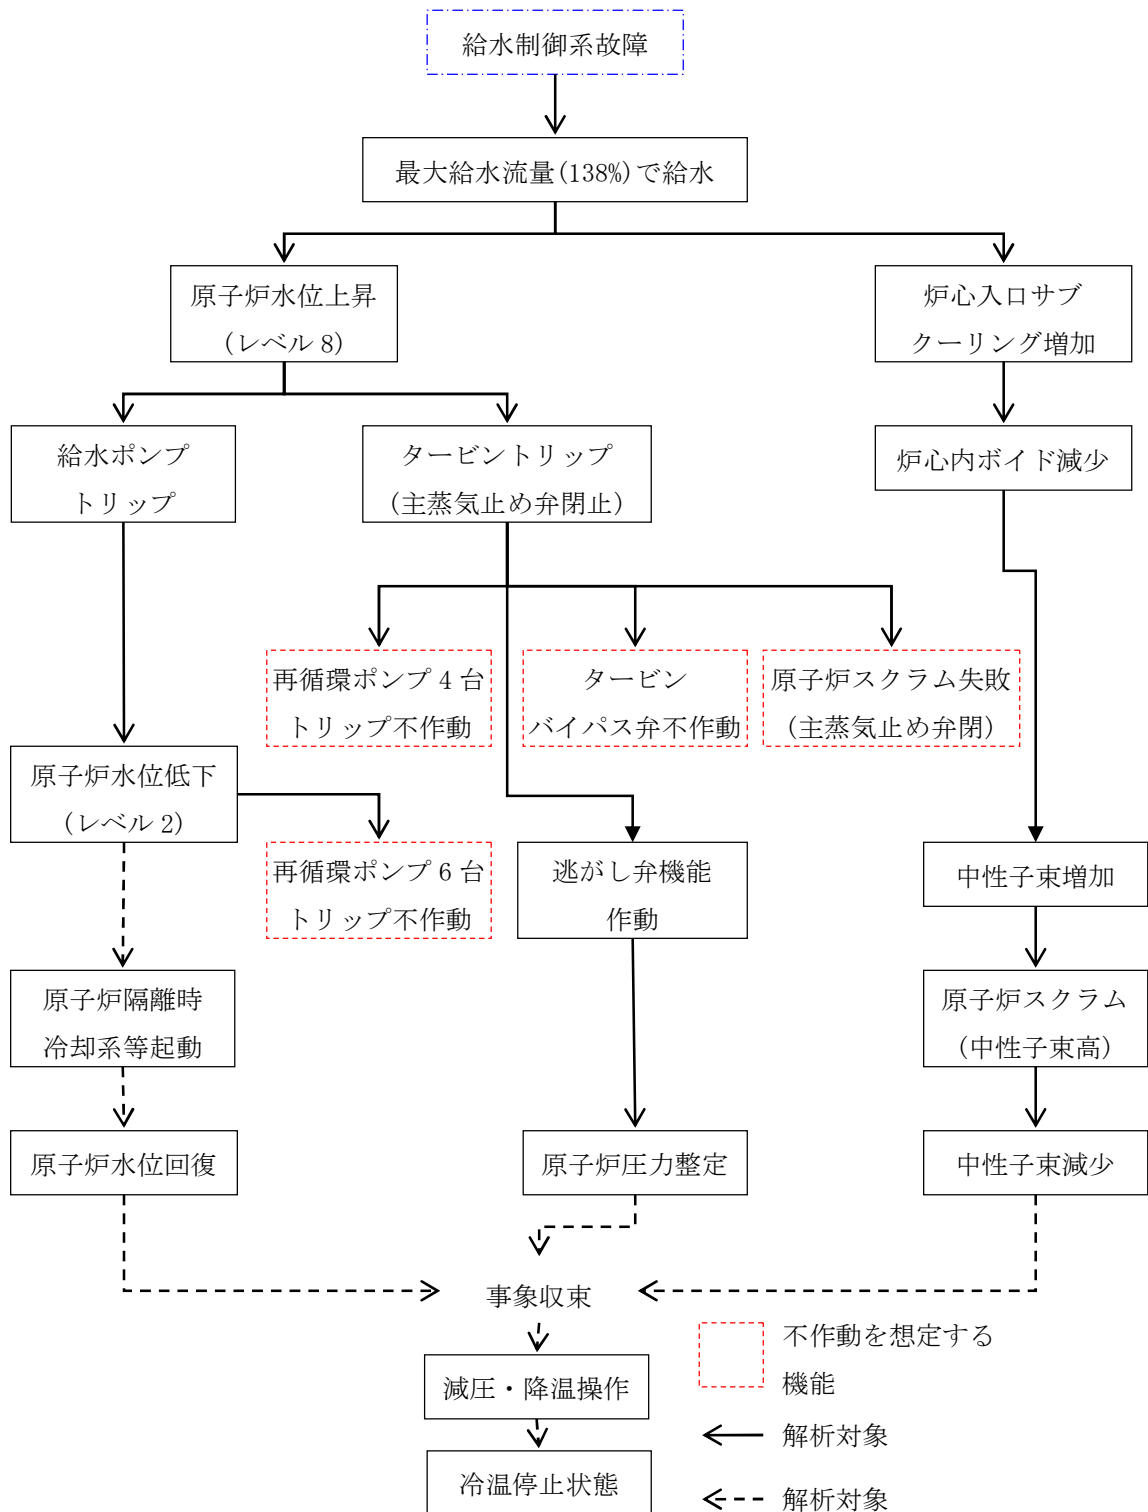 給水制御系故障
最大給水流量(138%)で給水
原子炉水位上昇
(レベル 8)
炉心入口サブ
クーリング増加
給水ポンプ
トリップ
タービントリップ
(主蒸気止め弁閉止)
炉心内ボイド減少
再循環ポンプ 4 台
トリップ不作動
タービン
バイパス弁不作動
原子炉スクラム失敗
(主蒸気止め弁閉)
原子炉水位低下
(レベル 2)
再循環ポンプ 6 台
トリップ不作動
逃がし弁機能
作動
中性子束増加
原子炉隔離時
冷却系等起動
原子炉スクラム
(中性子束高)
原子炉水位回復
原子炉圧力整定
中性子束減少
事象収束
不作動を想定する
機能
減圧・降温操作
解析対象
冷温停止状態
解析対象